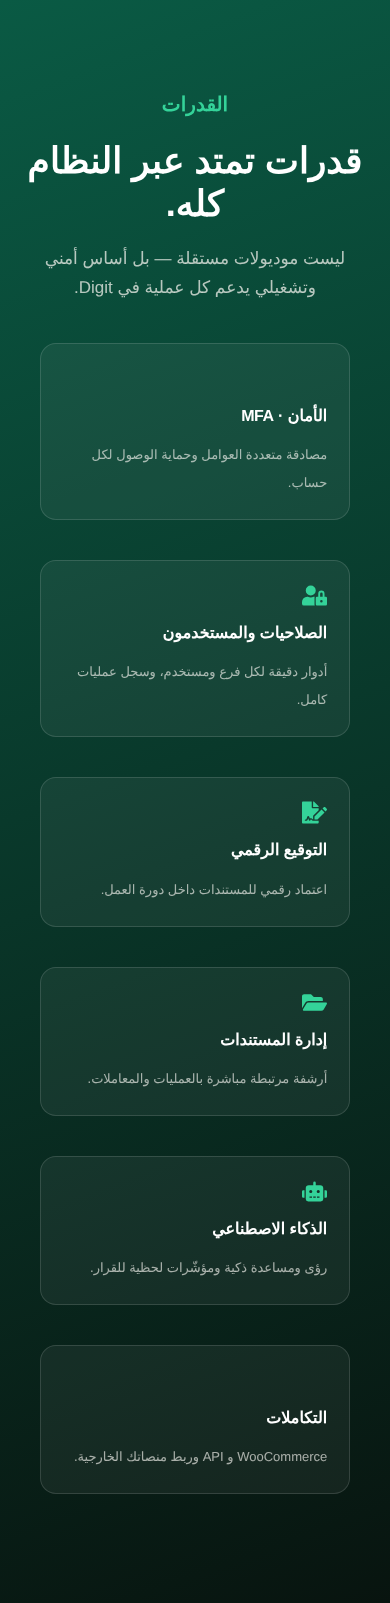 القدرات
قدرات تمتد عبر النظام
كله.
ليست موديولات مستقلة — بل أساس أمني
وتشغيلي يدعم كل عملية في Digit.
الأمان · MFA
مصادقة متعددة العوامل وحماية الوصول لكل
حساب.
الصلاحيات والمستخدمون
أدوار دقيقة لكل فرع ومستخدم، وسجل عمليات
كامل.
التوقيع الرقمي
اعتماد رقمي للمستندات داخل دورة العمل.
إدارة المستندات
أرشفة مرتبطة مباشرة بالعمليات والمعاملات.
الذكاء الاصطناعي
رؤى ومساعدة ذكية ومؤشّرات لحظية للقرار.
التكاملات
WooCommerce و API وربط منصاتك الخارجية.